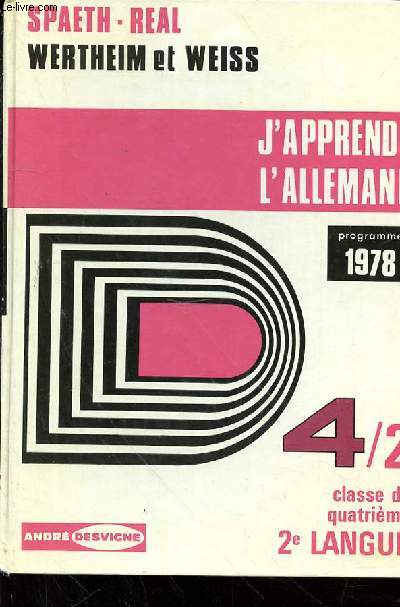 Le-livre.com
SPAETH - REAL
WERTHEIM et WEISS
J'APPREND
L'ALLEMAN
programme
1978
D
4/2
classe d
quatrièm
2e LANGU
ANDRÉ DESVIGNE